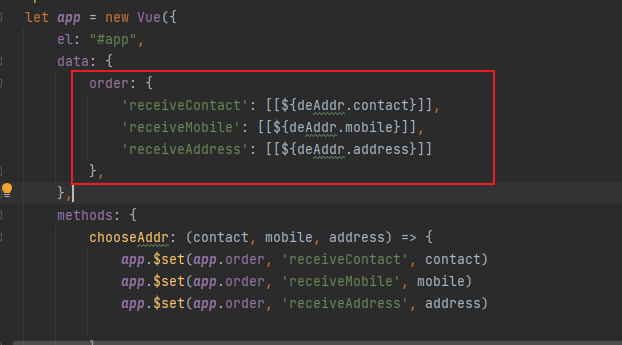 let app = new Vue({
el: "#app",
data: {
order: {
'receiveContact': [[${deAddr.contact}]],
'receiveMobile': [[${deAddr.mobile}]],
'receiveAddress': [[${deAddr.address}]]
},
},
methods: {
chooseAddr: (contact, mobile, address) => {
app.$set(app.order, 'receiveContact', contact)
app.$set(app.order, 'receiveMobile', mobile)
app.$set(app.order, 'receiveAddress', address)